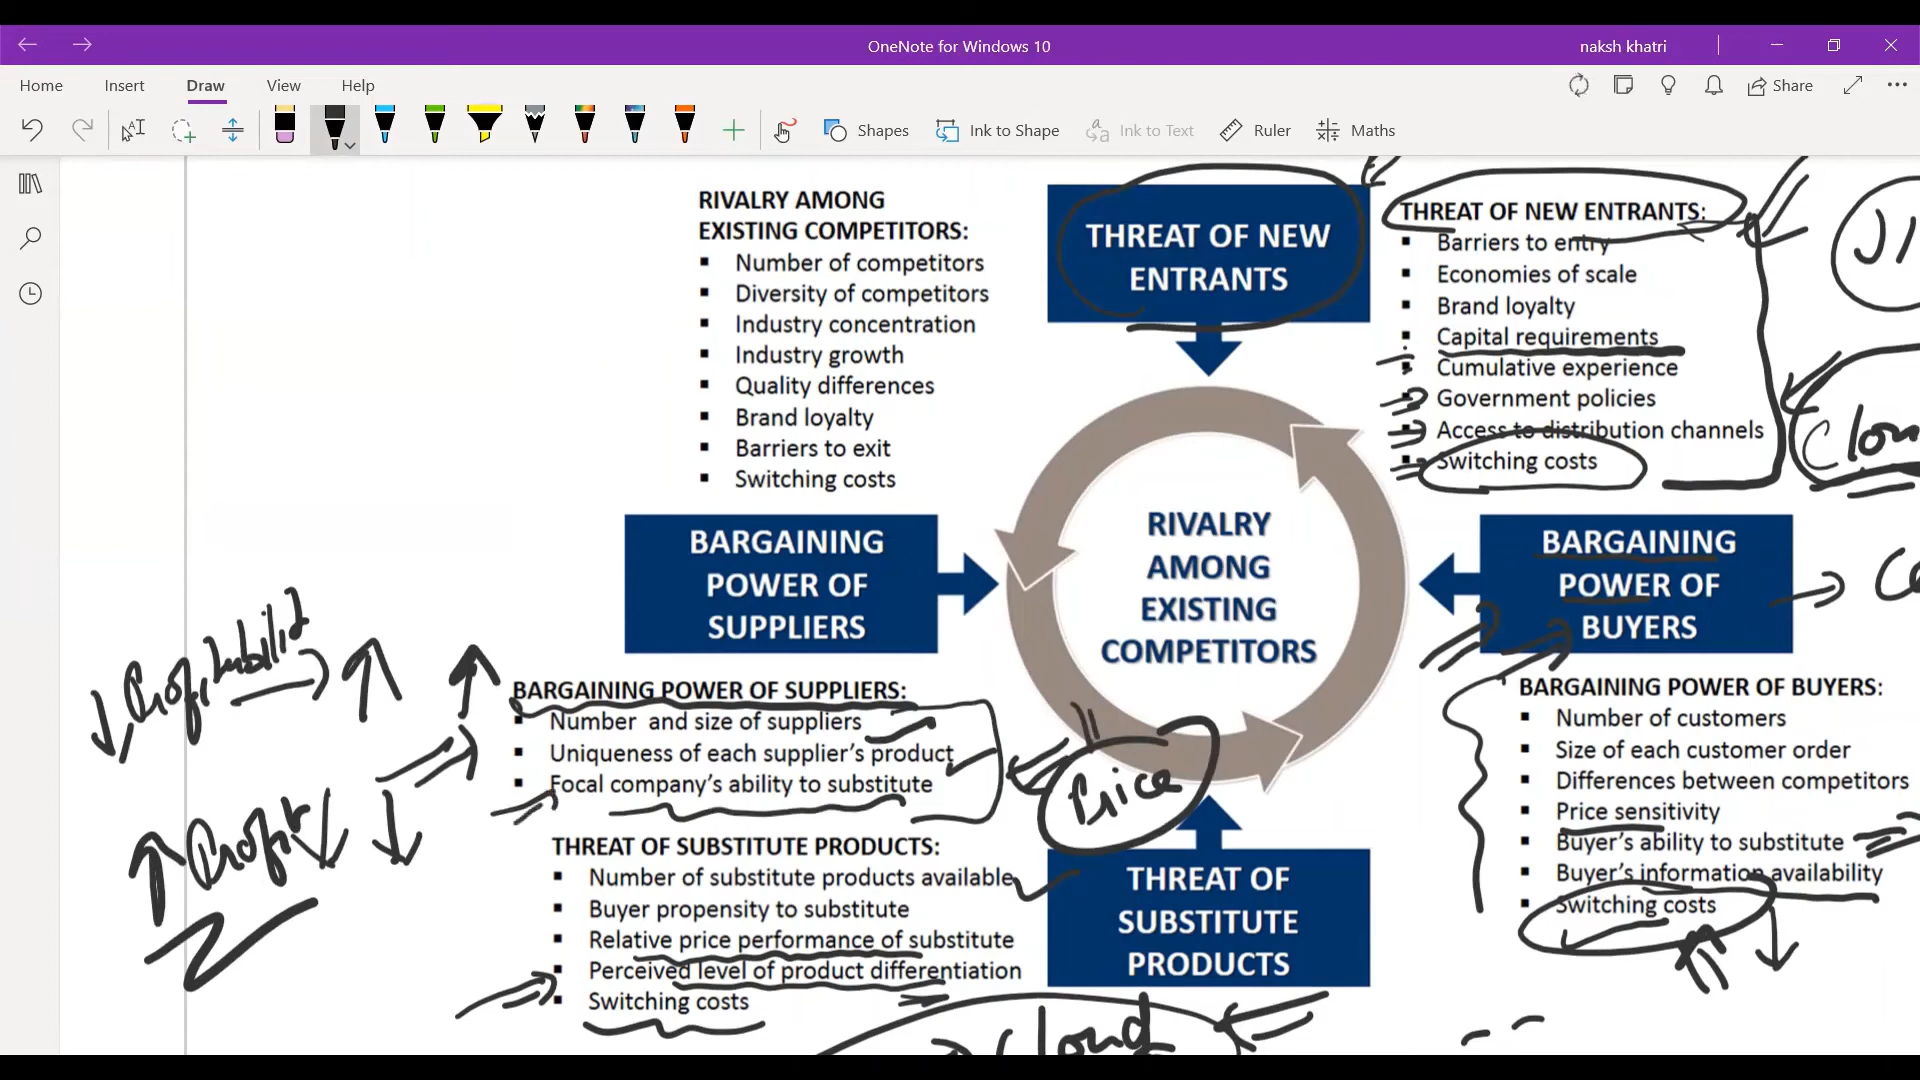 OneNote for Windows 10
naksh khatri
Home Insert Draw View Help
Share
Shapes
Ink to Shape
Ink to Text
Ruler
Maths
RIVALRY AMONG
EXISTING COMPETITORS:
Number of competitors
Diversity of competitors
Industry concentration
Industry growth
Quality differences
Brand loyalty
Barriers to exit
Switching costs
THREAT OF NEW
ENTRANTS
THREAT OF NEW ENTRANTS:
Barriers to entry
Economies of scale
Brand loyalty
Capital requirements
Cumulative experience
Government policies
Access to distribution channels
Switching costs
BARGAINING
POWER OF
SUPPLIERS
RIVALRY
AMONG
EXISTING
COMPETITORS
BARGAINING
POWER OF
BUYERS
BARGAINING POWER OF SUPPLIERS:
Number and size of suppliers
Uniqueness of each supplier's product
Focal company's ability to substitute
Price
BARGAINING POWER OF BUYERS:
Number of customers
Size of each customer order
Differences between competitors
Price sensitivity
Buyer's ability to substitute
Buyer's information availability
Switching costs
THREAT OF SUBSTITUTE PRODUCTS:
Number of substitute products available
Buyer propensity to substitute
Relative price performance of substitute
Perceived level of product differentiation
Switching costs
THREAT OF
SUBSTITUTE
PRODUCTS
Cloud